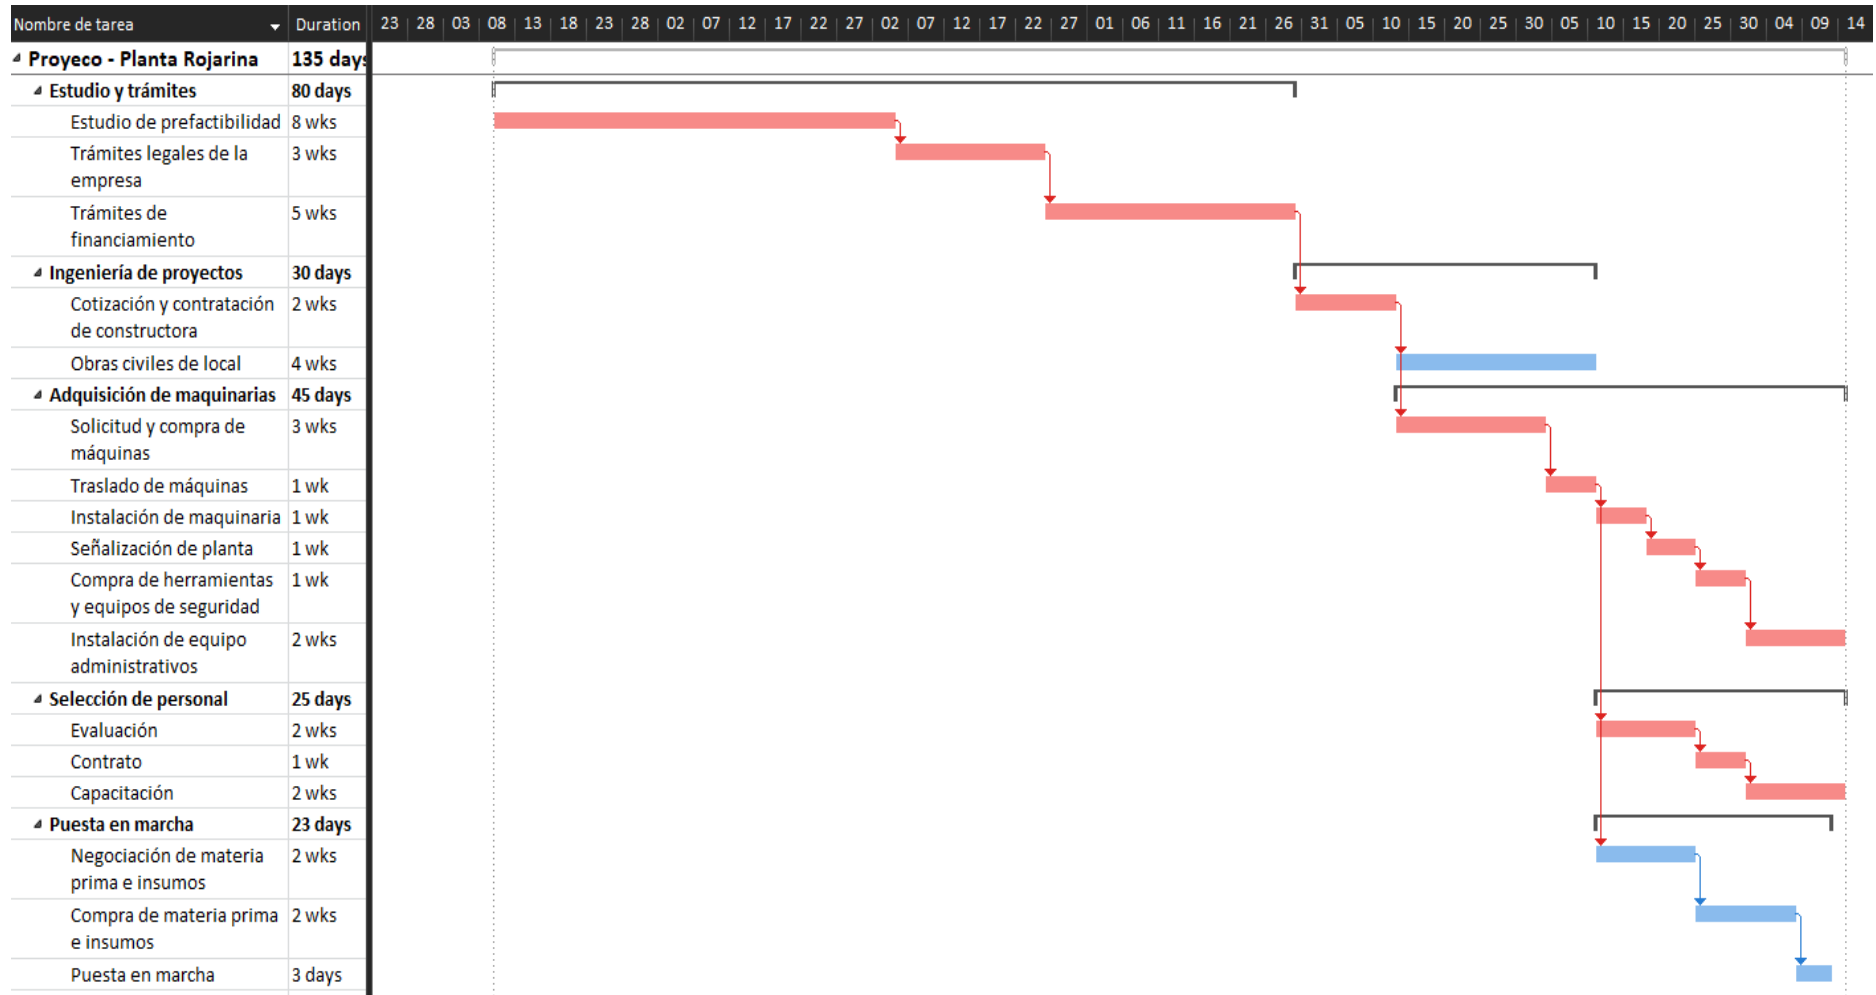 Nombre de tarea Duration 23 28 03 08 13 18 23 28 02 07 12 17 22 27 02 07 12 17 22 27 01 06 11 16 21 26 31 05 10 15 20 25 30 05 10 15 20 25 30 04 09 14
Proyeco - Planta Rojarina 135 days
Estudio y trámites 80 days
Estudio de prefactibilidad 8 wks
Trámites legales de la 3 wks
empresa
Trámites de 5 wks
financiamiento
Ingeniería de proyectos 30 days
Cotización y contratación 2 wks
de constructora
Obras civiles de local 4 wks
Adquisición de maquinarias 45 days
Solicitud y compra de 3 wks
máquinas
Traslado de máquinas 1 wk
Instalación de maquinaria 1 wk
Señalización de planta 1 wk
Compra de herramientas 1 wk
y equipos de seguridad
Instalación de equipo 2 wks
administrativos
Selección de personal 25 days
Evaluación 2 wks
Contrato 1 wk
Capacitación 2 wks
Puesta en marcha 23 days
Negociación de materia 2 wks
prima e insumos
Compra de materia prima 2 wks
e insumos
Puesta en marcha 3 days